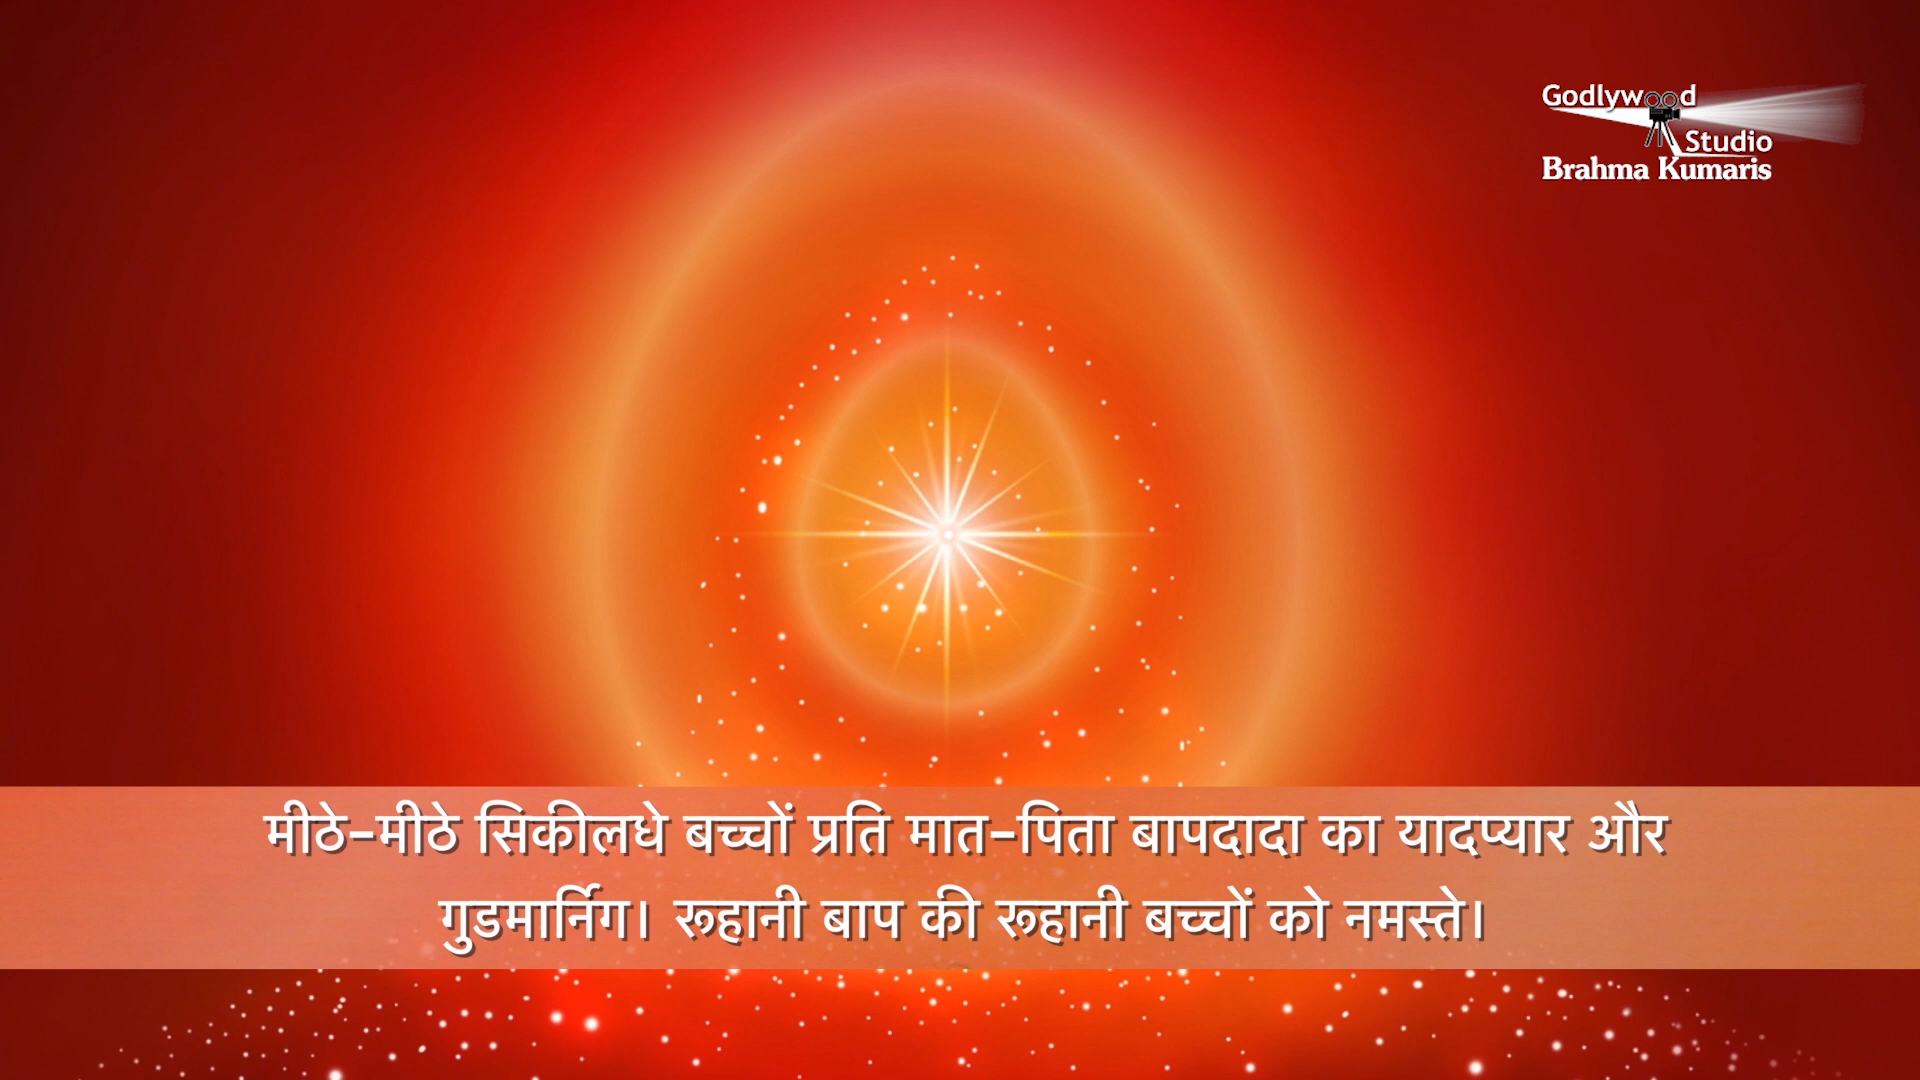 Godlywood
Studio
Brahma Kumaris
मीठे-मीठे सिकीलधे बच्चों प्रति मात-पिता बापदादा का यादप्यार और
गुडमार्निंग। रूहानी बाप की रूहानी बच्चों को नमस्ते।